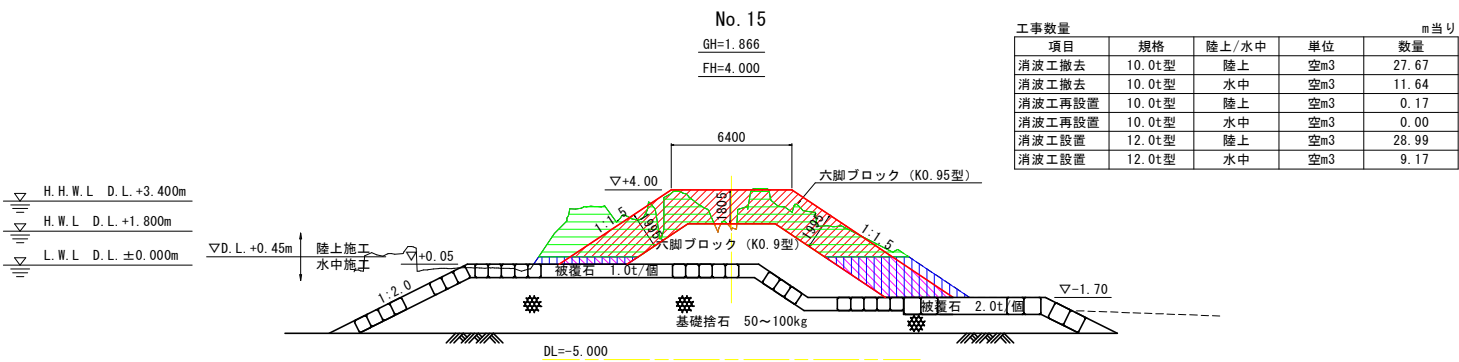 No. 15
GH=1.866
FH=4.000
工事数量 m当り
項目 規格 陸上/水中 単位 数量
消波工撤去 10.0t型 陸上 空m3 27.67
消波工撤去 10.0t型 水中 空m3 11.64
消波工再設置 10.0t型 陸上 空m3 0.17
消波工再設置 10.0t型 水中 空m3 0.00
消波工設置 12.0t型 陸上 空m3 28.99
消波工設置 12.0t型 水中 空m3 9.17
6400
▽+4.00
六脚ブロック (K0.95型)
H.H.W.L D.L.+3.400m
H.W.L D.L.+1.800m
L.W.L D.L.±0.000m
▽D.L.+0.45m
陸上施工
水中施工
▽+0.05
1:1.5
1995
1805
1995
1:1.5
六脚ブロック (K0.9型)
被覆石 1.0t/個
1:2.0
▽-1.70
被覆石 2.0t/個
基礎捨石 50～100kg
DL=-5.000